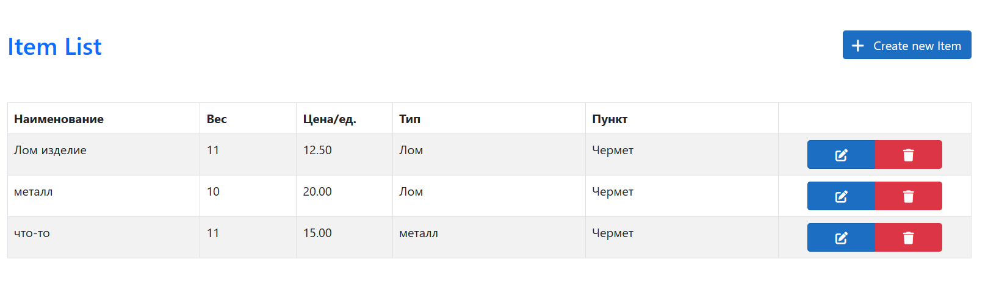 Item List
Create new Item
Наименование Вес Цена/ед. Тип Пункт
Лом изделие 11 12.50 Лом Чермет
металл 10 20.00 Лом Чермет
что-то 11 15.00 металл Чермет